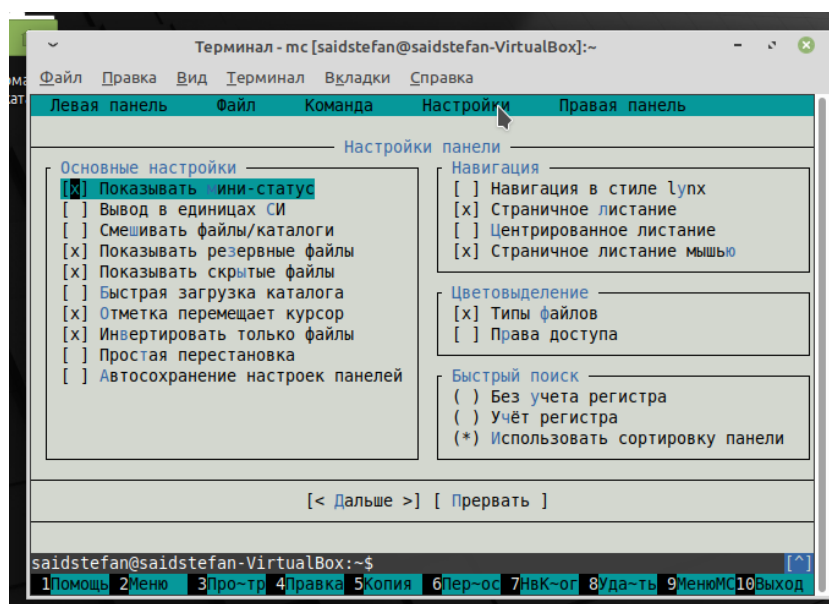 Терминал - mc [saidstefan@saidstefan-VirtualBox]:~
Файл Правка Вид Терминал Вкладки Справка
Левая панель Файл Команда Настройки Правая панель
Настройки панели
Основные настройки
[x] Показывать мини-статус
[ ] Вывод в единицах СИ
[ ] Смешивать файлы/каталоги
[x] Показывать резервные файлы
[x] Показывать скрытые файлы
[ ] Быстрая загрузка каталога
[x] Отметка перемещает курсор
[x] Инвертировать только файлы
[ ] Простая перестановка
[ ] Автосохранение настроек панелей
Навигация
[ ] Навигация в стиле lynx
[x] Страничное листание
[ ] Центрированное листание
[x] Страничное листание мышью
Цветовыделение
[x] Типы файлов
[ ] Права доступа
Быстрый поиск
( ) Без учета регистра
( ) Учёт регистра
(*) Использовать сортировку панели
[< Дальше >] [ Прервать ]
saidstefan@saidstefan-VirtualBox:~$ [^]
1Помощь 2Меню 3Про~тр 4Правка 5Копия 6Пер~ос 7НвК~ог 8Уда~ть 9МенюМС 10Выход